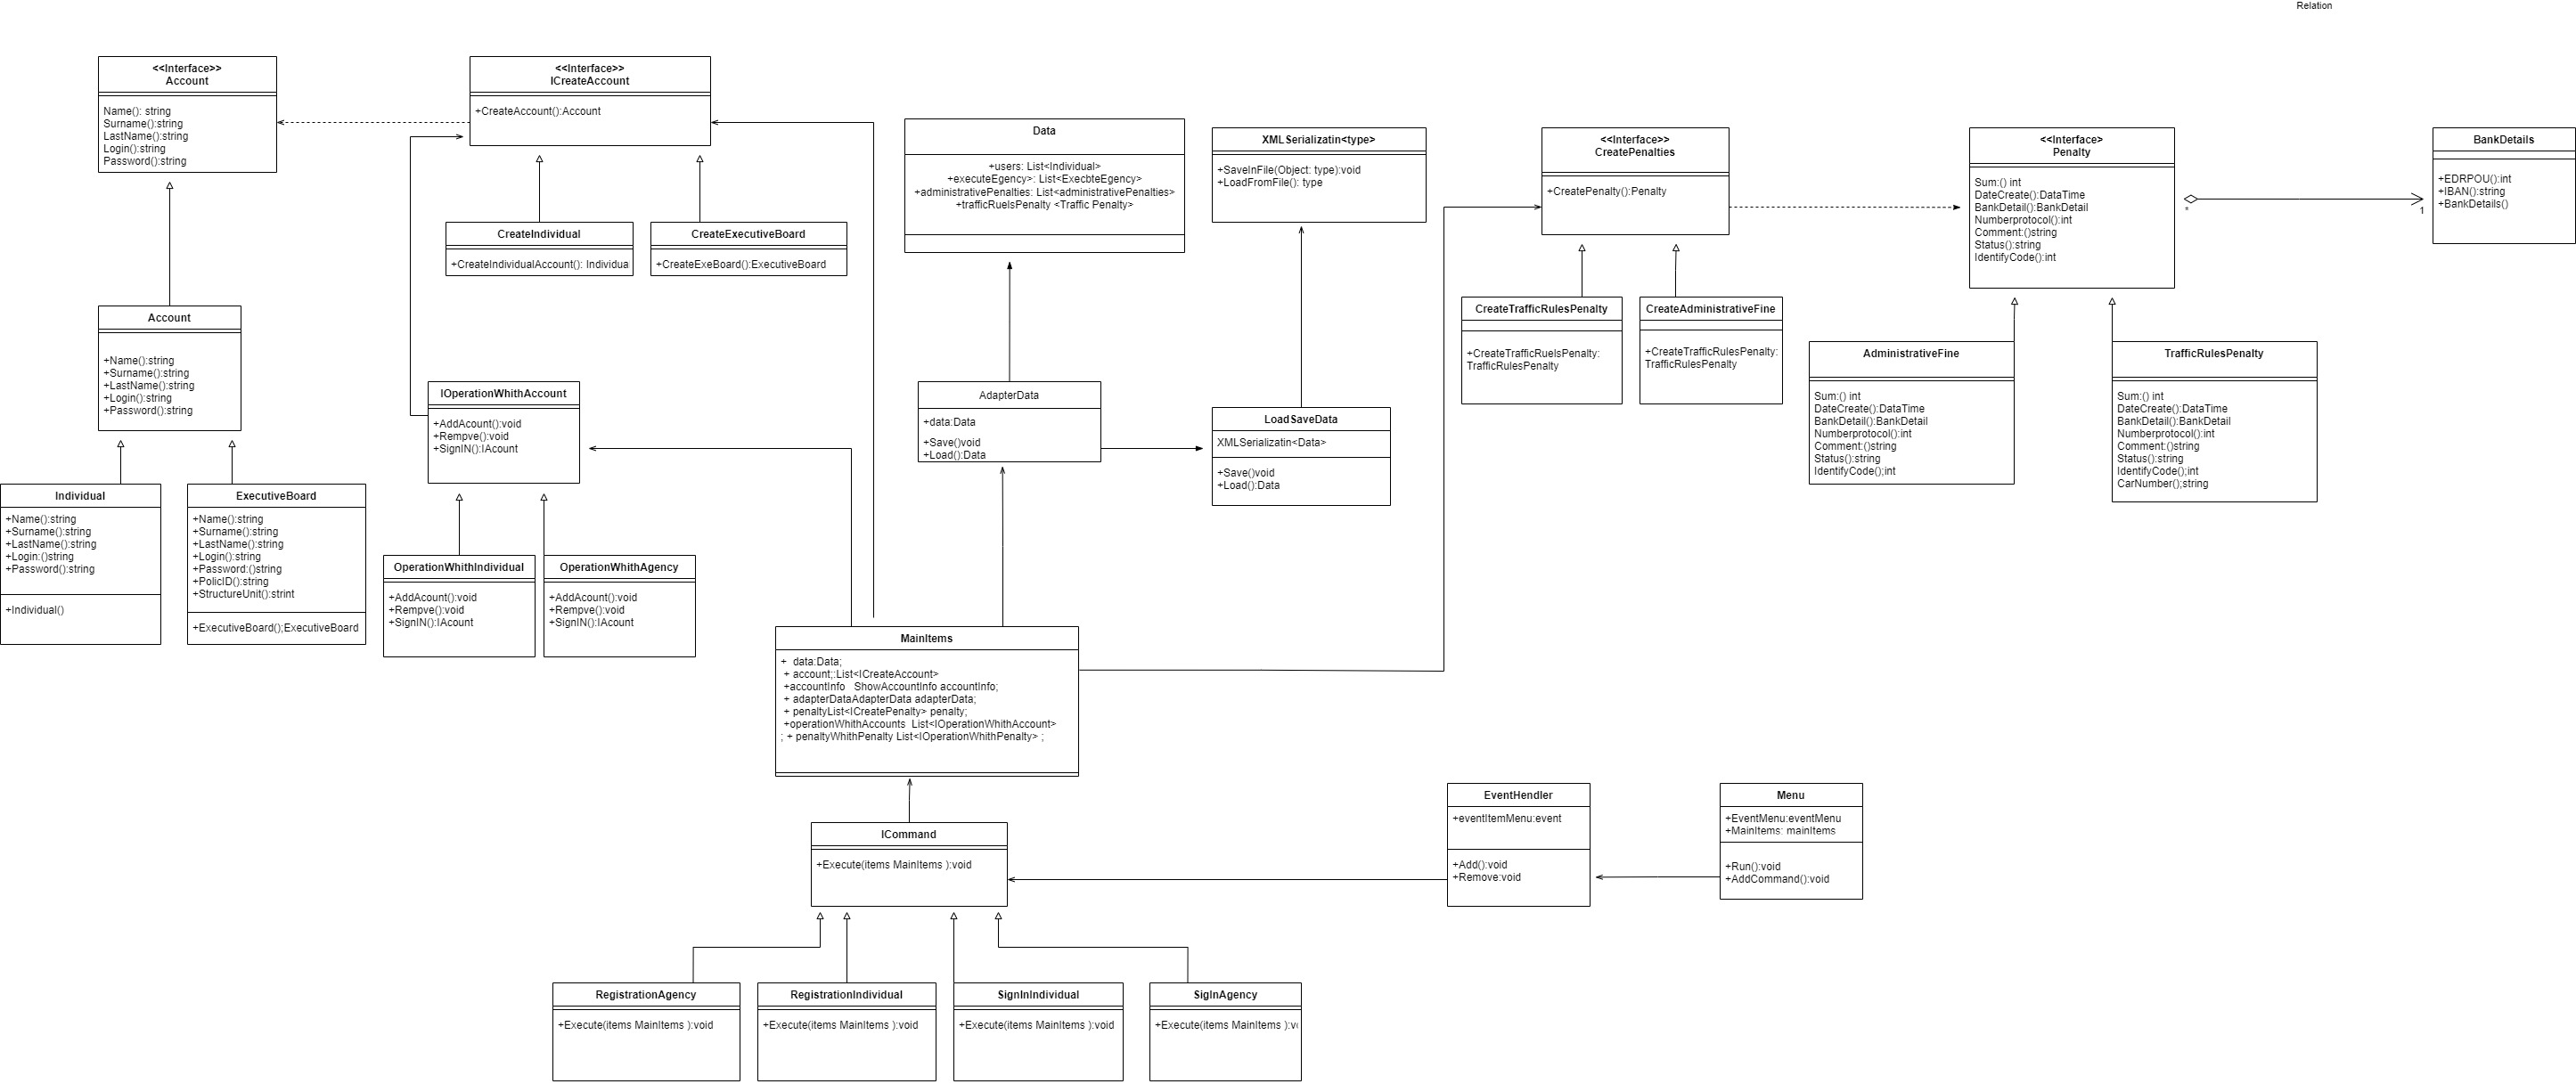 Relation
<<Interface>>
Account
Name(): string
Surname():string
LastName():string
Login():string
Password():string
<<Interface>>
ICreateAccount
+CreateAccount():Account
CreateIndividual
+CreateIndividualAccount(): Individua
CreateExecutiveBoard
+CreateExeBoard():ExecutiveBoard
Data
+users: List<Individual>
+executeEgency>: List<ExecbteEgency>
+administrativePenalties: List<administrativePenalties>
+trafficRuelsPenalty <Traffic Penalty>
XMLSerializatin<type>
+SaveInFile(Object: type):void
+LoadFromFile(): type
<<Interface>>
CreatePenalties
+CreatePenalty():Penalty
<<Interface>
Penalty
Sum:() int
DateCreate():DataTime
BankDetail():BankDetail
Numberprotocol():int
Comment:()string
Status():string
IdentifyCode():int
*
1
BankDetails
+EDRPOU():int
+IBAN():string
+BankDetails()
Account
+Name():string
+Surname():string
+LastName():string
+Login():string
+Password():string
Individual
+Name():string
+Surname():string
+LastName():string
+Login:()string
+Password():string
+Individual()
ExecutiveBoard
+Name():string
+Surname():string
+LastName():string
+Login():string
+Password:()string
+PolicID():string
+StructureUnit():strint
+ExecutiveBoard();ExecutiveBoard
IOperationWhithAccount
+AddAcount():void
+Rempve():void
+SignIN():IAcount
OperationWhithIndividual
+AddAcount():void
+Rempve():void
+SignIN():IAcount
OperationWhithAgency
+AddAcount():void
+Rempve():void
+SignIN():IAcount
AdapterData
+data:Data
+Save()void
+Load():Data
LoadSaveData
XMLSerializatin<Data>
+Save()void
+Load():Data
CreateTrafficRulesPenalty
+CreateTrafficRuelsPenalty:
TrafficRulesPenalty
CreateAdministrativeFine
+CreateTrafficRulesPenalty:
TrafficRulesPenalty
AdministrativeFine
Sum:() int
DateCreate():DataTime
BankDetail():BankDetail
Numberprotocol():int
Comment:()string
Status():string
IdentifyCode();int
TrafficRulesPenalty
Sum:() int
DateCreate():DataTime
BankDetail():BankDetail
Numberprotocol():int
Comment:()string
Status():string
IdentifyCode();int
CarNumber();string
MainItems
+ data:Data;
+ account;:List<ICreateAccount>
+accountInfo ShowAccountInfo accountInfo;
+ adapterDataAdapterData adapterData;
+ penaltyList<ICreatePenalty> penalty;
+operationWhithAccounts List<IOperationWhithAccount>
; + penaltyWhithPenalty List<IOperationWhithPenalty> ;
ICommand
+Execute(items MainItems ):void
EventHendler
+eventItemMenu:event
+Add():void
+Remove:void
Menu
+EventMenu:eventMenu
+MainItems: mainItems
+Run():void
+AddCommand():void
RegistrationAgency
+Execute(items MainItems ):void
RegistrationIndividual
+Execute(items MainItems ):void
SignInIndividual
+Execute(items MainItems ):void
SigInAgency
+Execute(items MainItems ):v